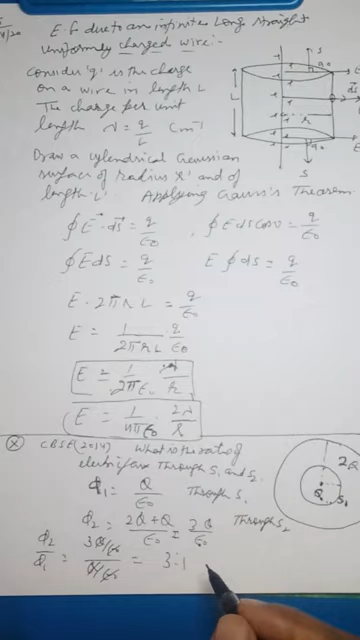 E.F due to an infinite Long straight
uniformly charged wire:-
Consider 'q' is the charge
on a wire in length L
The charge per unit
length λ = q/L Cm⁻¹
Draw a cylindrical Gaussian
surface of radius 'r' and of
length 'L'. Applying Gauss's Theorem
∮ E⃗ · ds⃗ = q/ε₀ , ∮ E ds cos0 = q/ε₀
∮ E ds = q/ε₀ E ∮ ds = q/ε₀
E · 2πrL = q/ε₀
E = 1/2πrL q/ε₀
E = 1/2πε₀ λ/r
E = 1/4πε₀ · 2λ/r
CBSE (2014) What is the ratio of
electric flux Through S₁ and S₂
ϕ₁ = Q/ε₀ Through S₁
ϕ₂ = 2Q+Q/ε₀ = 3Q/ε₀ Through S₂
ϕ₂/ϕ₁ = 3Q/ε₀ / Q/ε₀ = 3:1
L
S
E
ds⃗
r
E
S
2Q
Q
S₁